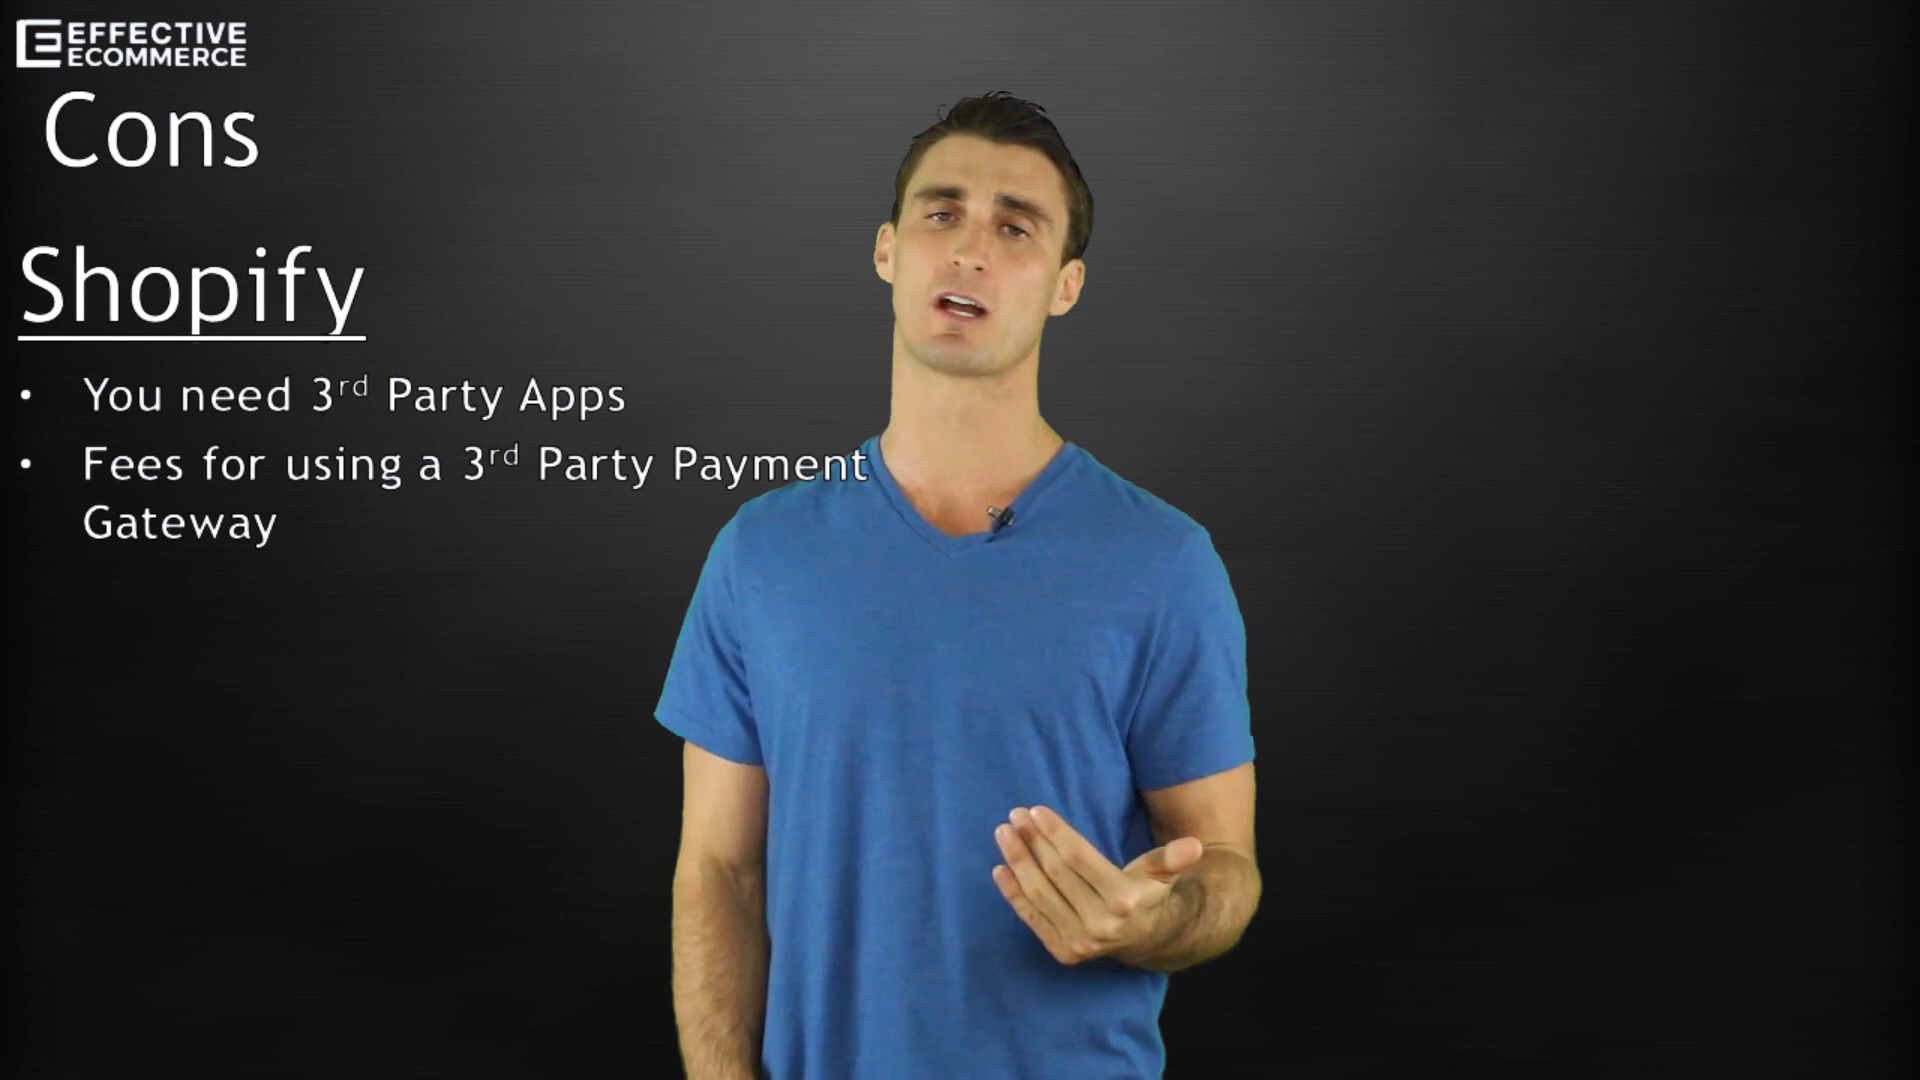 EFFECTIVE
ECOMMERCE
Cons
Shopify
• You need 3rd Party Apps
• Fees for using a 3rd Party Payment
Gateway